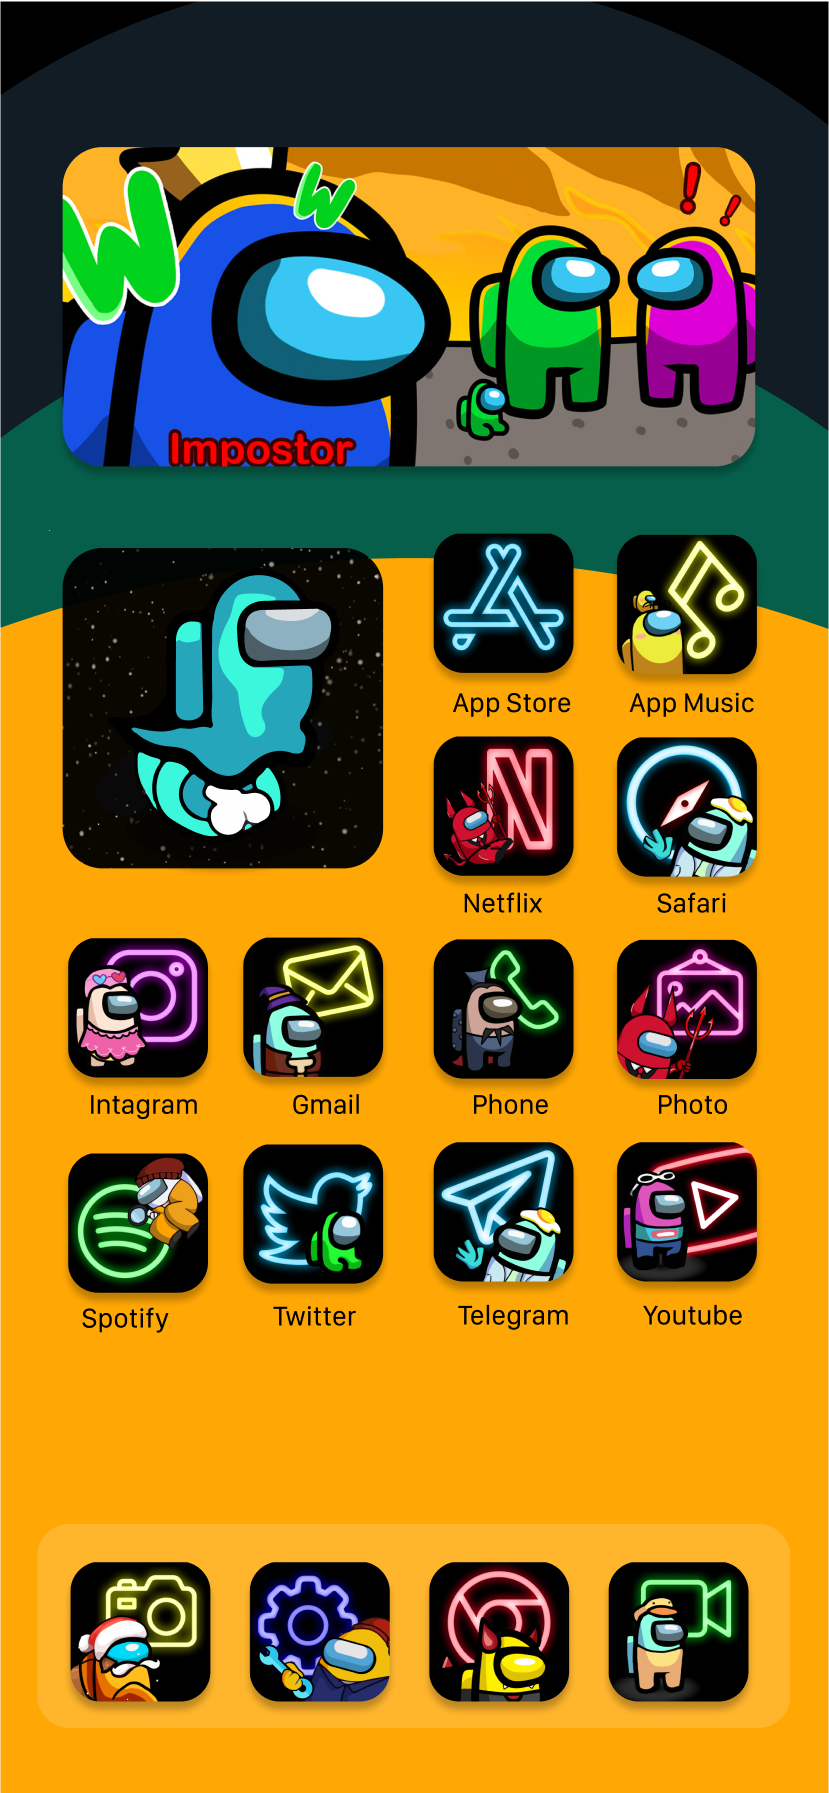 W
W
! !
Impostor
App Store
App Music
Netflix
Safari
Intagram
Gmail
Phone
Photo
Spotify
Twitter
Telegram
Youtube